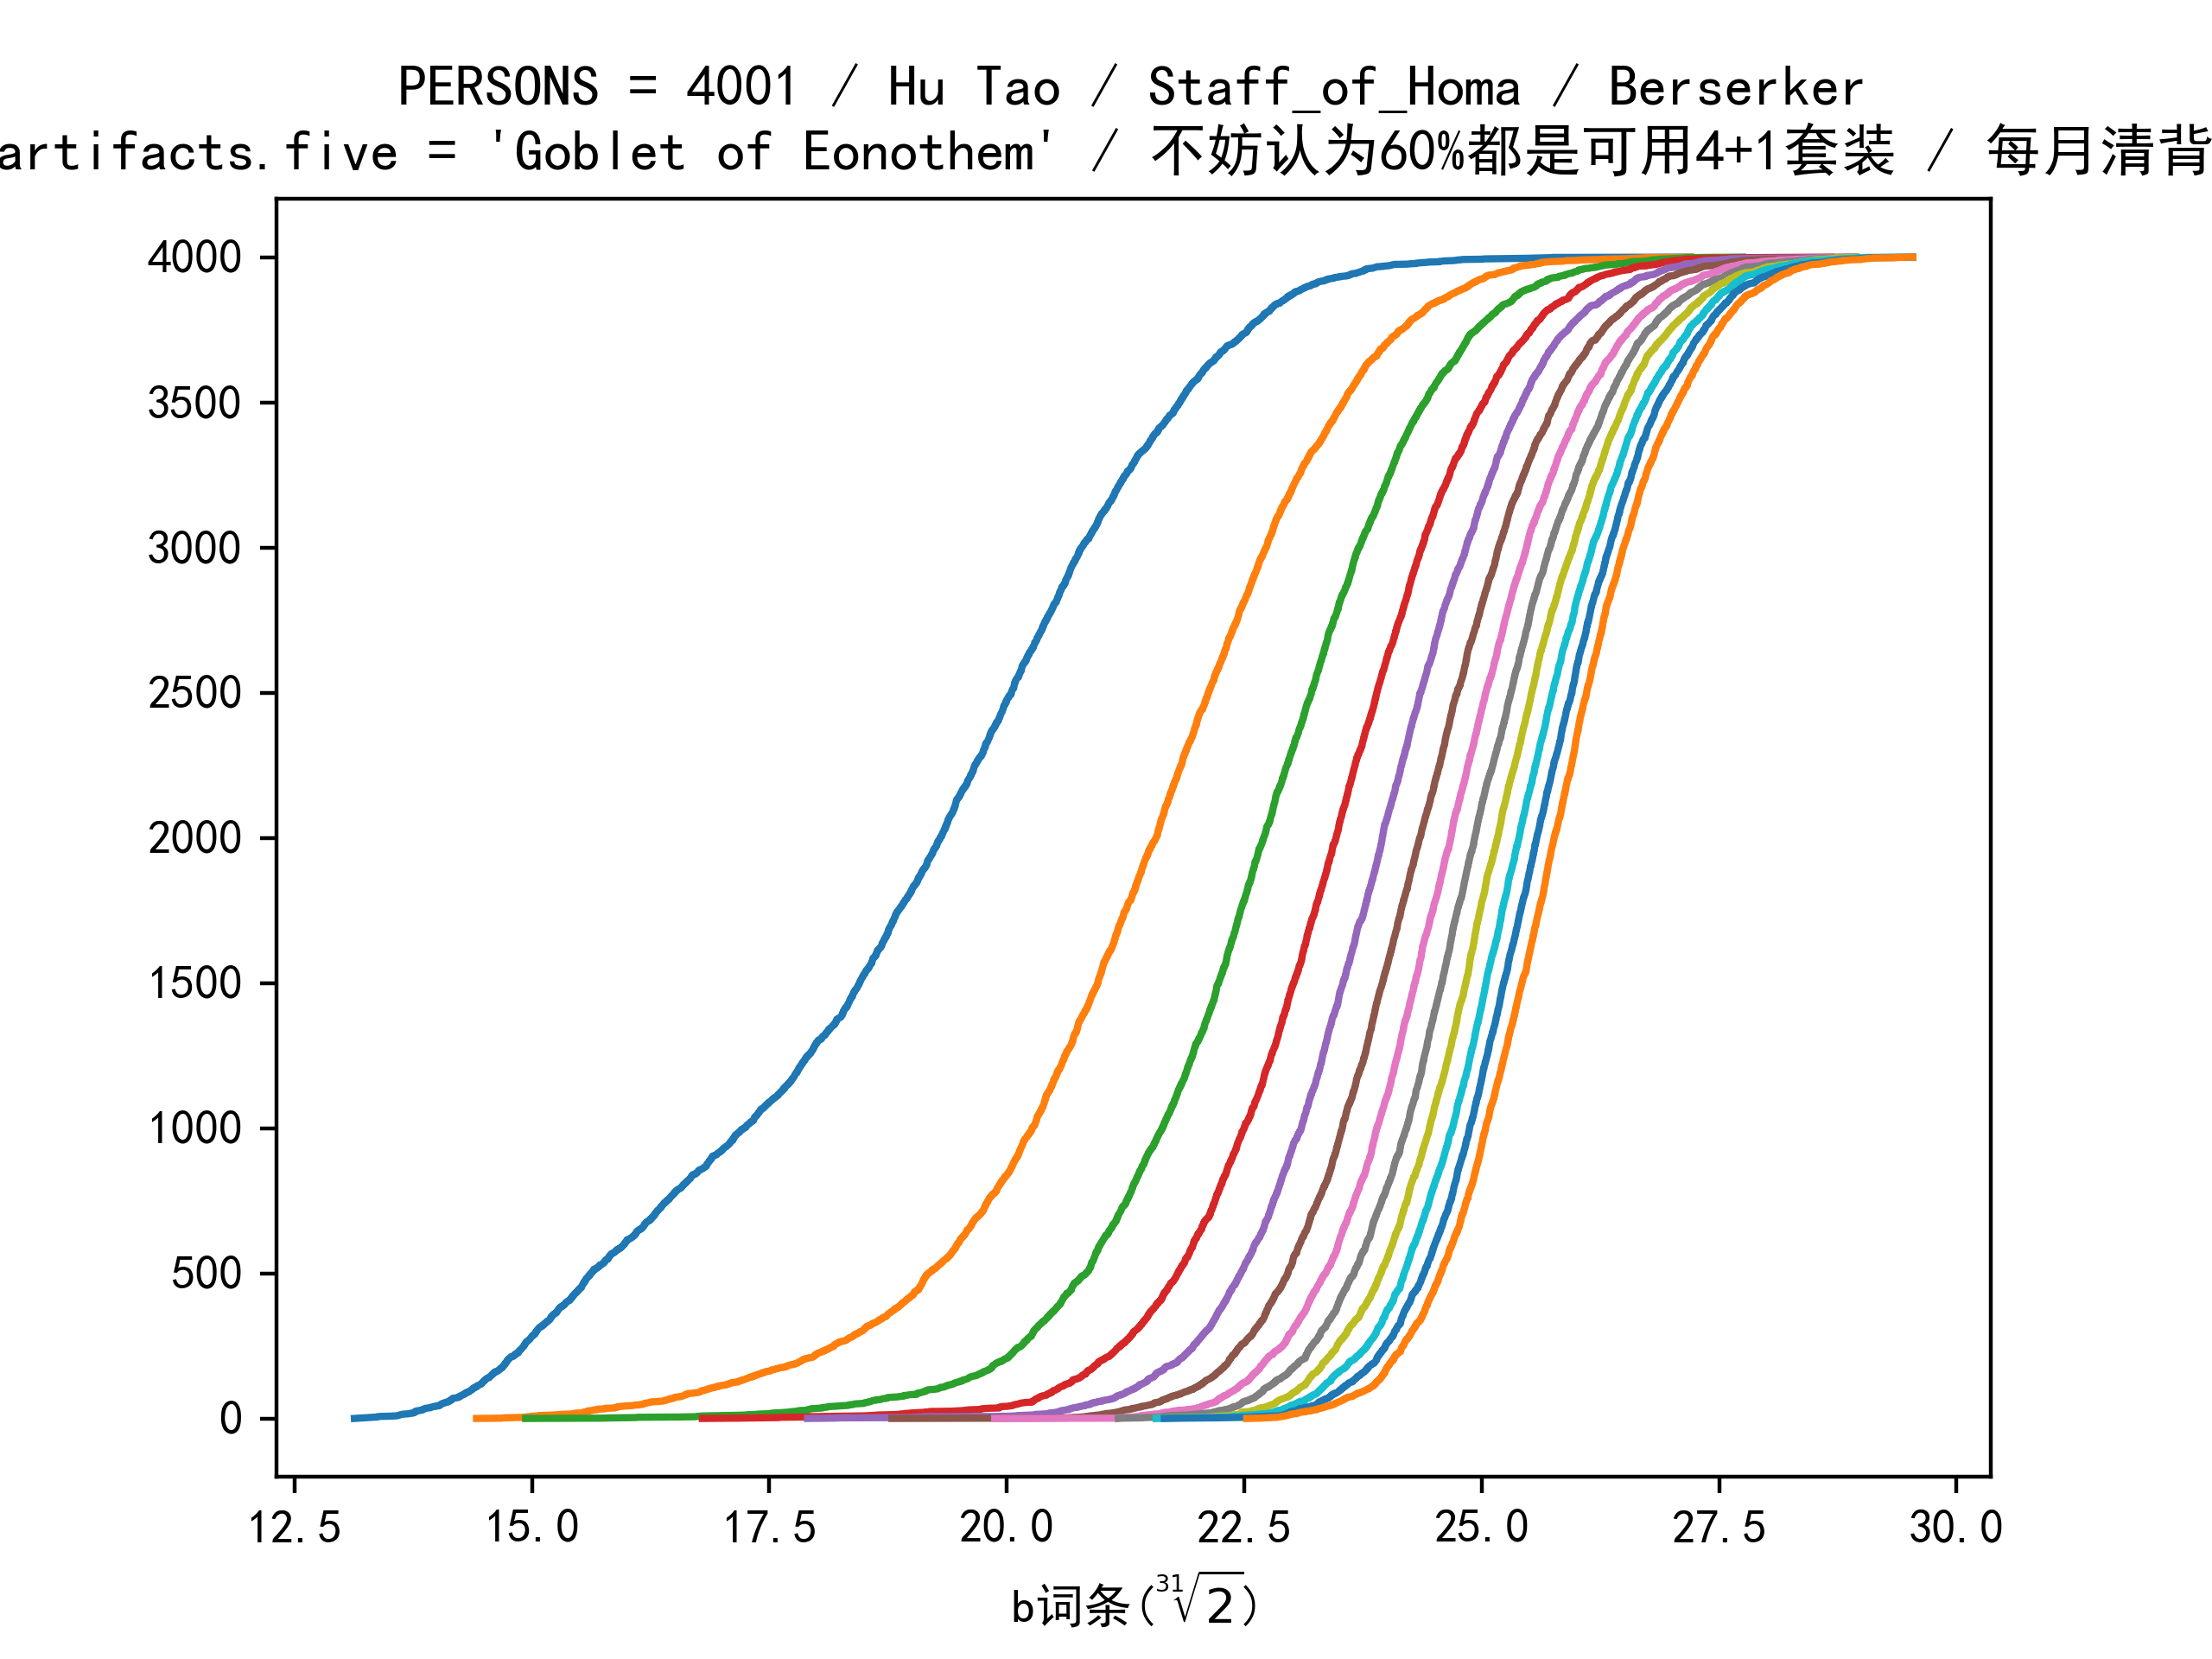 PERSONS = 4001 / Hu Tao / Staff_of_Homa / Berserker
artifacts.five = 'Goblet of Eonothem' / 不妨认为60%都是可用4+1套装 / 每月清背
4000
3500
3000
2500
2000
1500
1000
500
0
12.5 15.0 17.5 20.0 22.5 25.0 27.5 30.0
b词条(³¹√2)